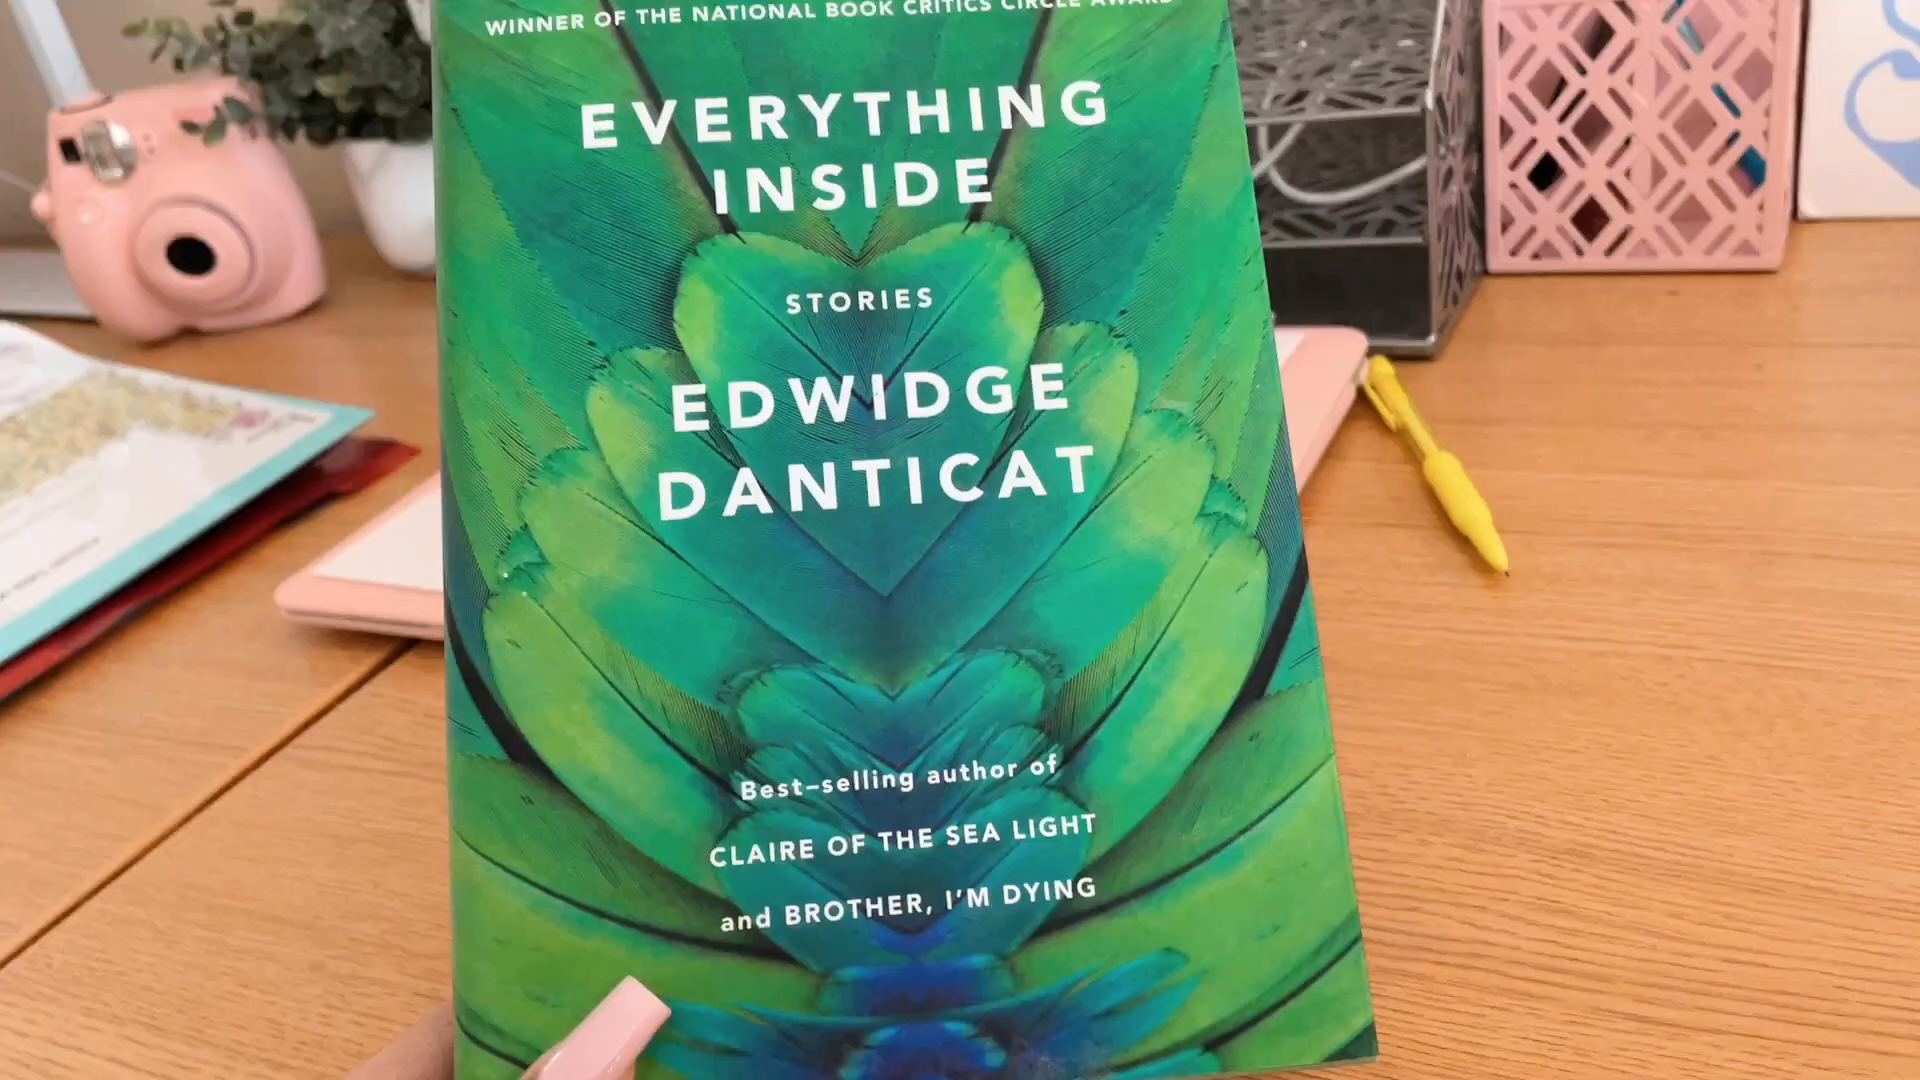 WINNER OF THE NATIONAL BOOK CRITICS CIRCLE AWARD
EVERYTHING
INSIDE
STORIES
EDWIDGE
DANTICAT
Best-selling author of
CLAIRE OF THE SEA LIGHT
and BROTHER, I'M DYING